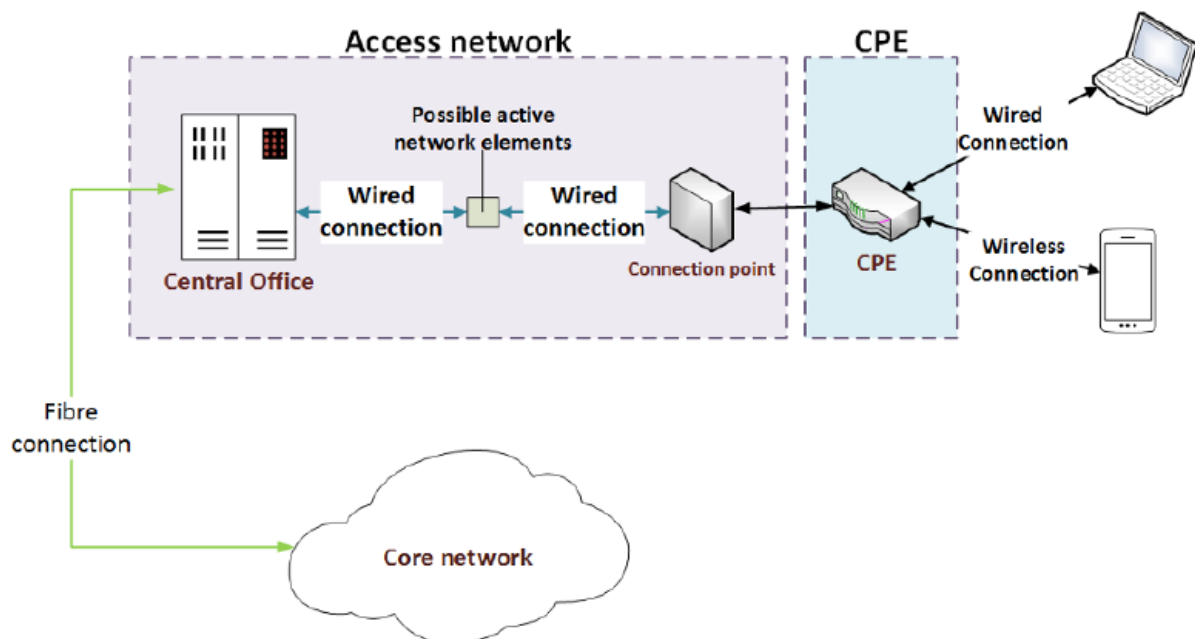 Access network
CPE
Possible active
network elements
Wired
connection
Wired
connection
Central Office
Connection point
CPE
Wired
Connection
Wireless
Connection
Fibre
connection
Core network